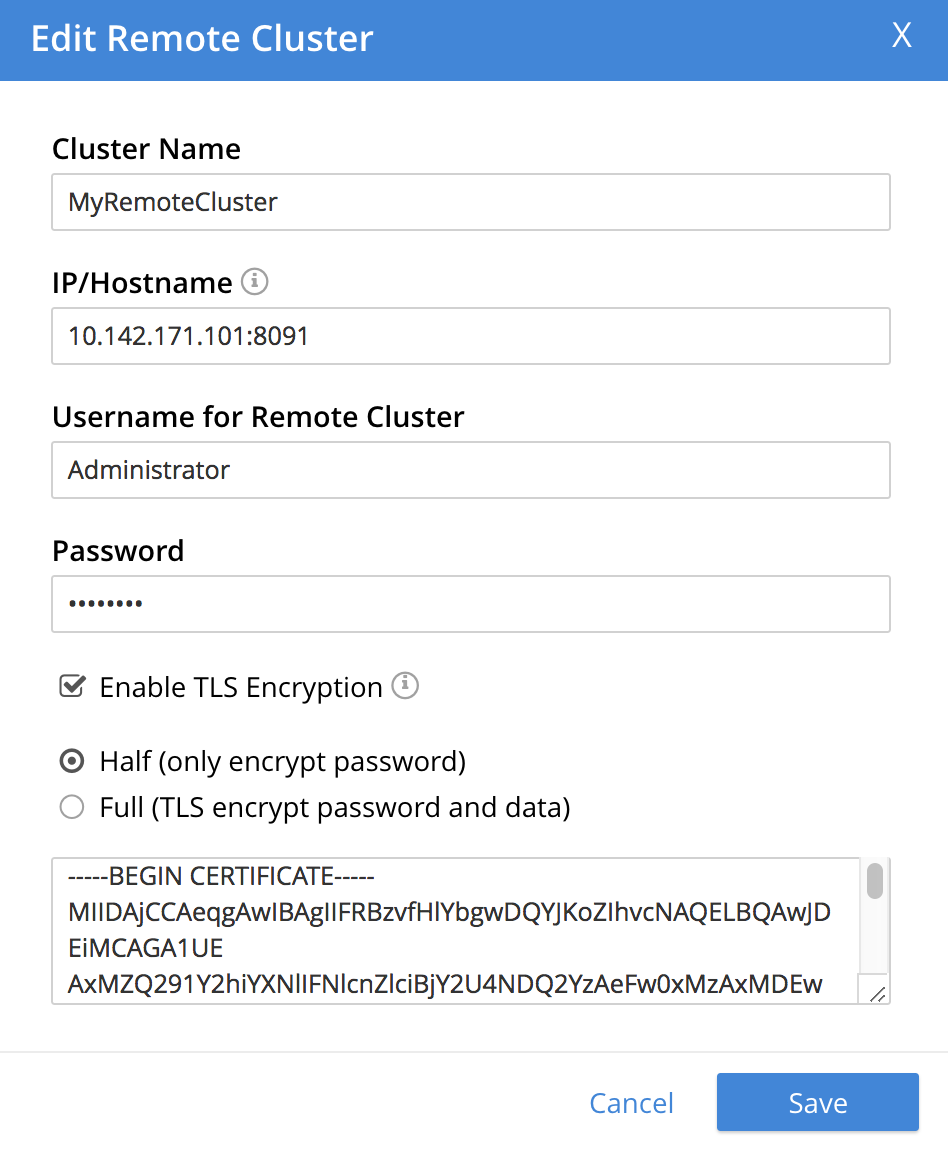 Edit Remote Cluster
X
Cluster Name
MyRemoteCluster
IP/Hostname
10.142.171.101:8091
Username for Remote Cluster
Administrator
Password
••••••••
Enable TLS Encryption
Half (only encrypt password)
Full (TLS encrypt password and data)
-----BEGIN CERTIFICATE-----
MIIDAjCCAeqgAwIBAgIIFRBzvfHlYbgwDQYJKoZIhvcNAQELBQAwJD
EiMCAGA1UE
AxMZQ291Y2hiYXNlIFNlcnZlciBjY2U4NDQ2YzAeFw0xMzAxMDEw
Cancel
Save